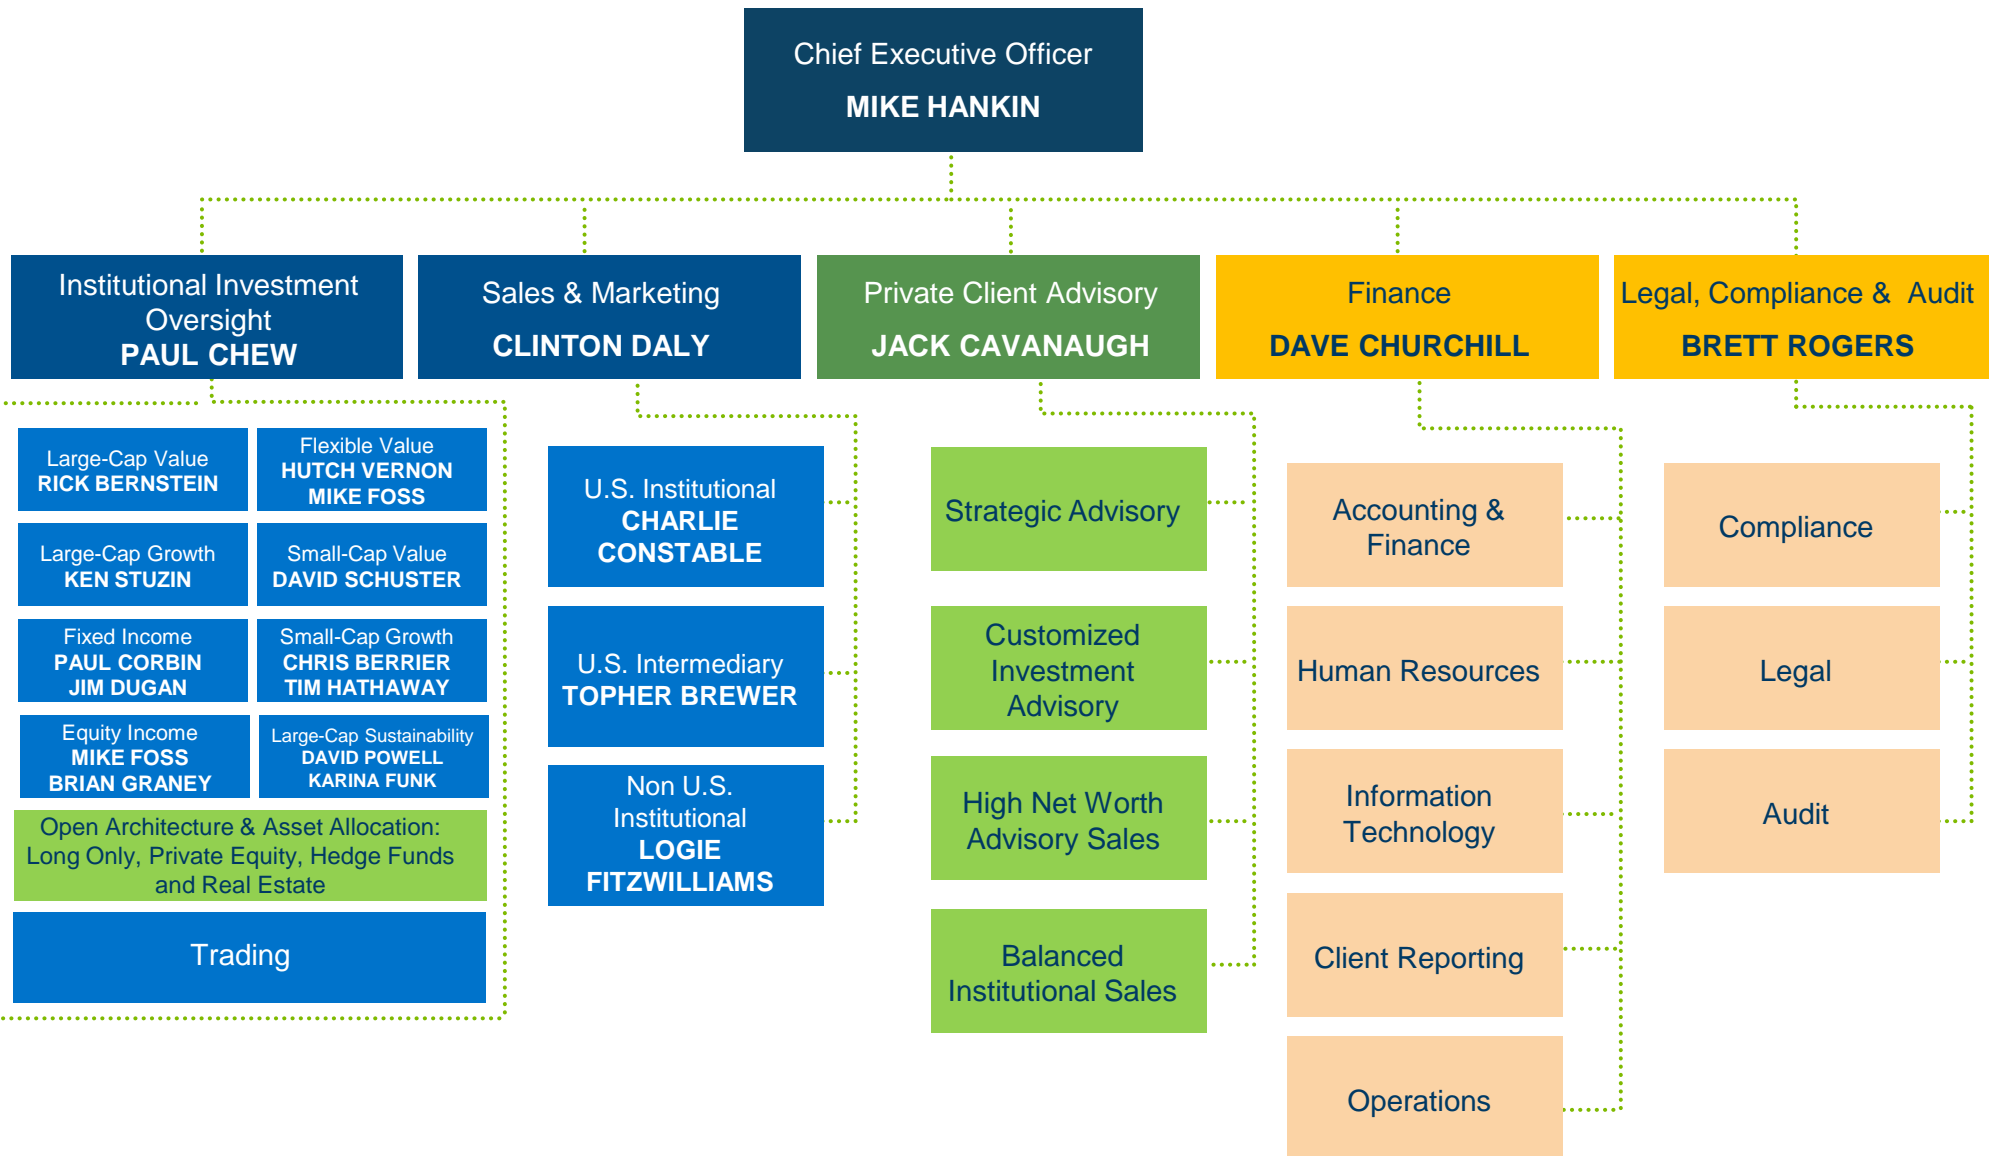 Chief Executive Officer
MIKE HANKIN
Institutional Investment
Oversight
PAUL CHEW
Sales & Marketing
CLINTON DALY
Private Client Advisory
JACK CAVANAUGH
Finance
DAVE CHURCHILL
Legal, Compliance & Audit
BRETT ROGERS
Large-Cap Value
RICK BERNSTEIN
Flexible Value
HUTCH VERNON
MIKE FOSS
Large-Cap Growth
KEN STUZIN
Small-Cap Value
DAVID SCHUSTER
Fixed Income
PAUL CORBIN
JIM DUGAN
Small-Cap Growth
CHRIS BERRIER
TIM HATHAWAY
Equity Income
MIKE FOSS
BRIAN GRANEY
Large-Cap Sustainability
DAVID POWELL
KARINA FUNK
Open Architecture & Asset Allocation:
Long Only, Private Equity, Hedge Funds
and Real Estate
Trading
U.S. Institutional
CHARLIE
CONSTABLE
U.S. Intermediary
TOPHER BREWER
Non U.S.
Institutional
LOGIE
FITZWILLIAMS
Strategic Advisory
Customized
Investment
Advisory
High Net Worth
Advisory Sales
Balanced
Institutional Sales
Accounting &
Finance
Human Resources
Information
Technology
Client Reporting
Operations
Compliance
Legal
Audit